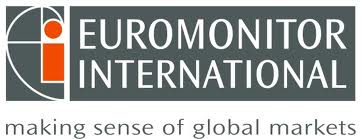 EUROMONITOR
INTERNATIONAL
making sense of global markets